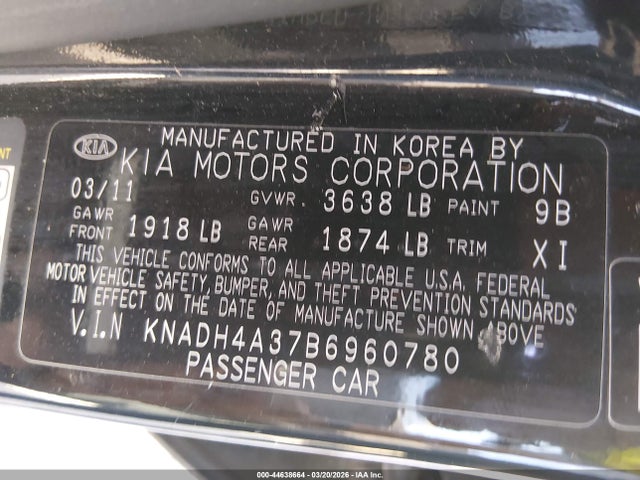 KIA
MANUFACTURED IN KOREA BY
KIA MOTORS CORPORATION
03/11 GVWR 3638 LB PAINT 9B
GAWR FRONT 1918 LB GAWR REAR 1874 LB TRIM XI
THIS VEHICLE CONFORMS TO ALL APPLICABLE U.S.A. FEDERAL
MOTOR VEHICLE SAFETY, BUMPER, AND THEFT PREVENTION STANDARDS
IN EFFECT ON THE DATE OF MANUFACTURE SHOWN ABOVE
V.I.N KNADH4A37B6960780
PASSENGER CAR
000-44638664 - 03/20/2026 - IAA Inc.